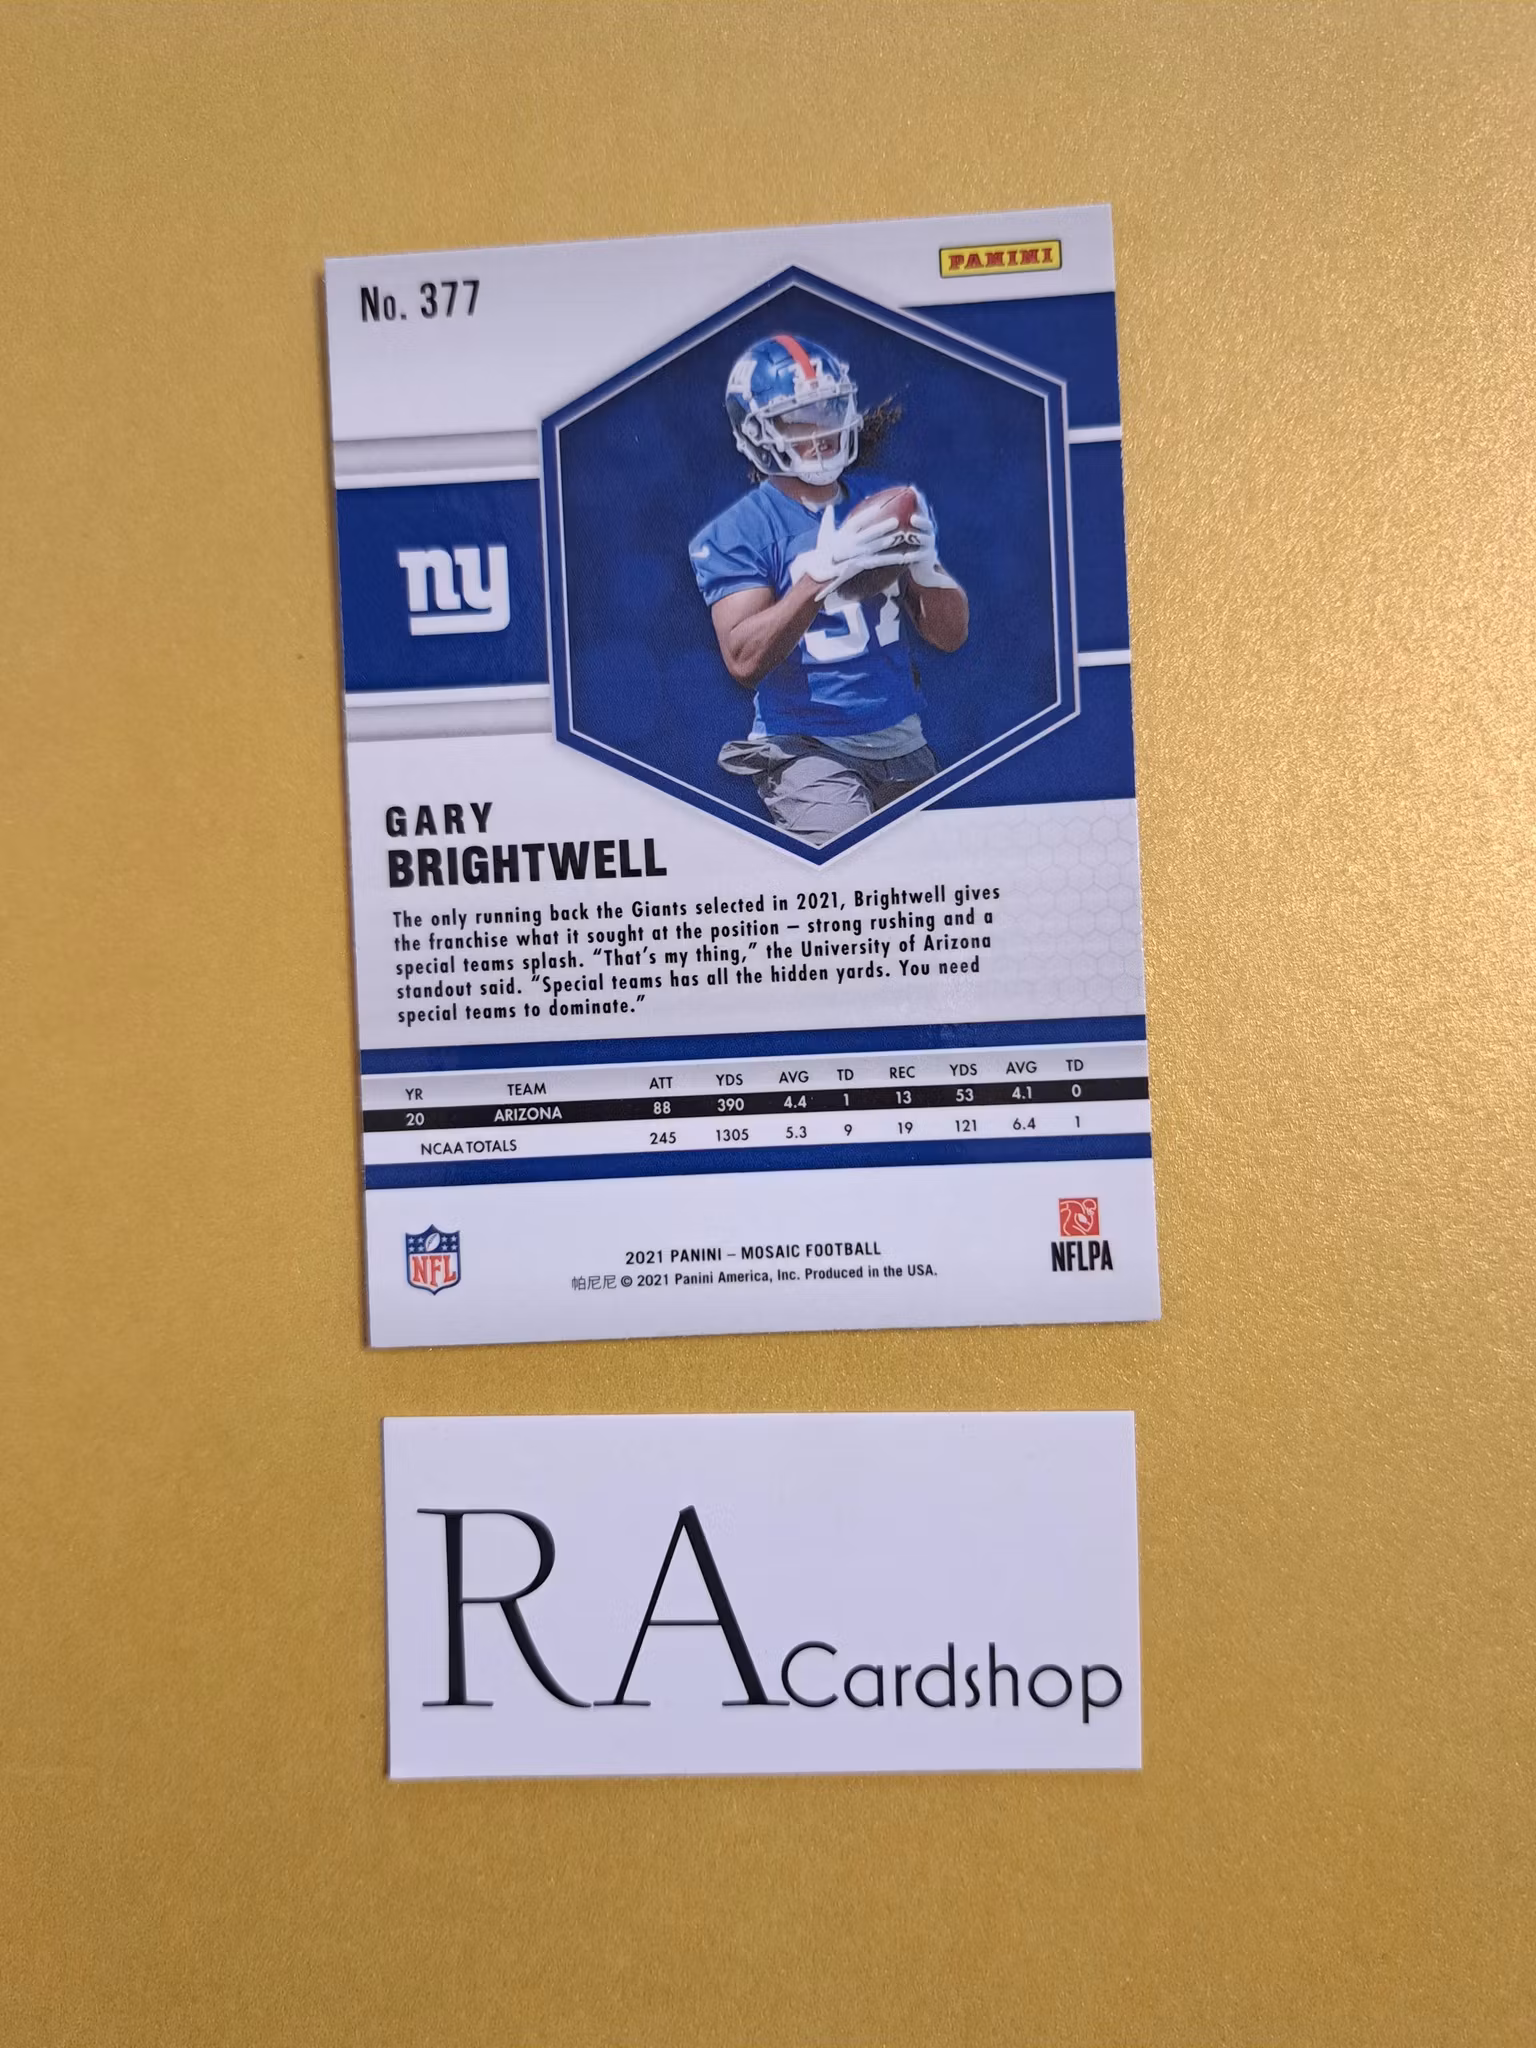 No. 377
PANINI
ny
57
GARY
BRIGHTWELL
The only running back the Giants selected in 2021, Brightwell gives
the franchise what it sought at the position – strong rushing and a
special teams splash. “That’s my thing,” the University of Arizona
standout said. “Special teams has all the hidden yards. You need
special teams to dominate.”
YR TEAM ATT YDS AVG TD REC YDS AVG TD
20 ARIZONA 88 390 4.4 1 13 53 4.1 0
NCAA TOTALS 245 1305 5.3 9 19 121 6.4 1
NFL
2021 PANINI – MOSAIC FOOTBALL
帕尼尼 © 2021 Panini America, Inc. Produced in the USA.
NFLPA
RA Cardshop